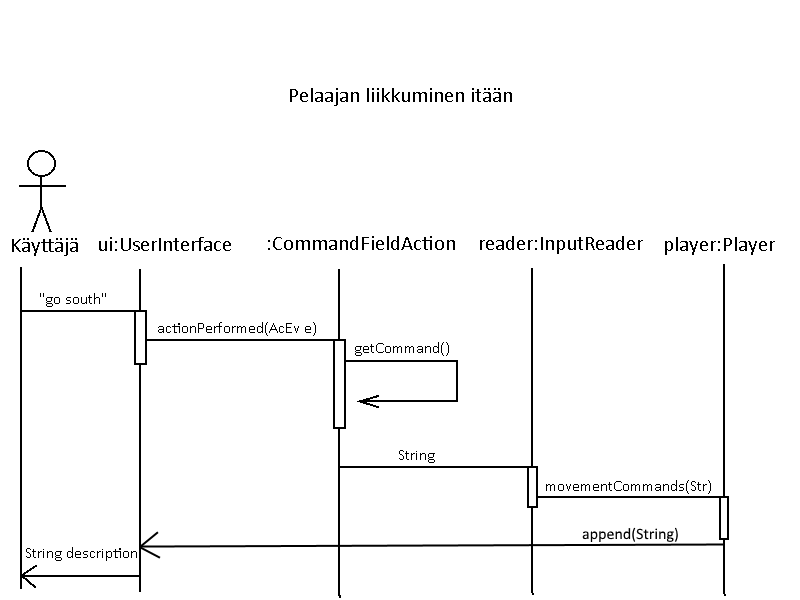 Pelaajan liikkuminen itään
Käyttäjä ui:UserInterface :CommandFieldAction reader:InputReader player:Player
"go south"
actionPerformed(AcEv e)
getCommand()
String
movementCommands(Str)
append(String)
String description